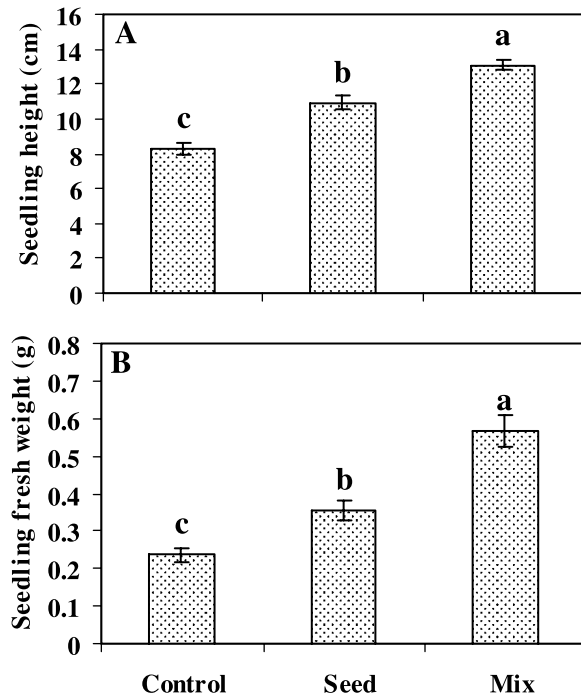 A
Seedling height (cm)
16
14
12
10
8
6
4
2
0
c
b
a
B
Seedling fresh weight (g)
0.8
0.7
0.6
0.5
0.4
0.3
0.2
0.1
0
c
b
a
Control Seed Mix